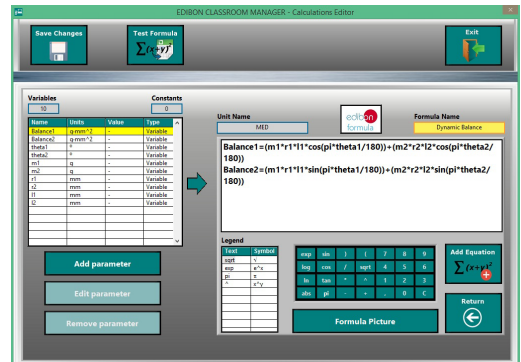 EDIBON CLASSROOM MANAGER - Calculations Editor
Save Changes
Test Formula
∑(x+y)²
Exit
Variables
10
Constants
0
Name Units Value Type
Balance1 g·mm^2 - Variable
Balance2 g·mm^2 - Variable
theta1 º - Variable
theta2 º - Variable
m1 g - Variable
m2 g - Variable
r1 mm - Variable
r2 mm - Variable
l1 mm - Variable
l2 mm - Variable
Add parameter
Edit parameter
Remove parameter
Unit Name
MED
edibon
formula
Formula Name
Dynamic Balance
Balance1=(m1*r1*l1*cos(pi*theta1/180))+(m2*r2*l2*cos(pi*theta2/
180))
Balance2=(m1*r1*l1*sin(pi*theta1/180))+(m2*r2*l2*sin(pi*theta2/
180))
Legend
Text Symbol
sqrt √
exp e^x
pi π
^ x^y
exp sin ) ( 7 8 9
log cos / sqrt 4 5 6
ln tan * ^ 1 2 3
abs pi - + . 0 C
Formula Picture
Add Equation
∑(x+y)²
Return